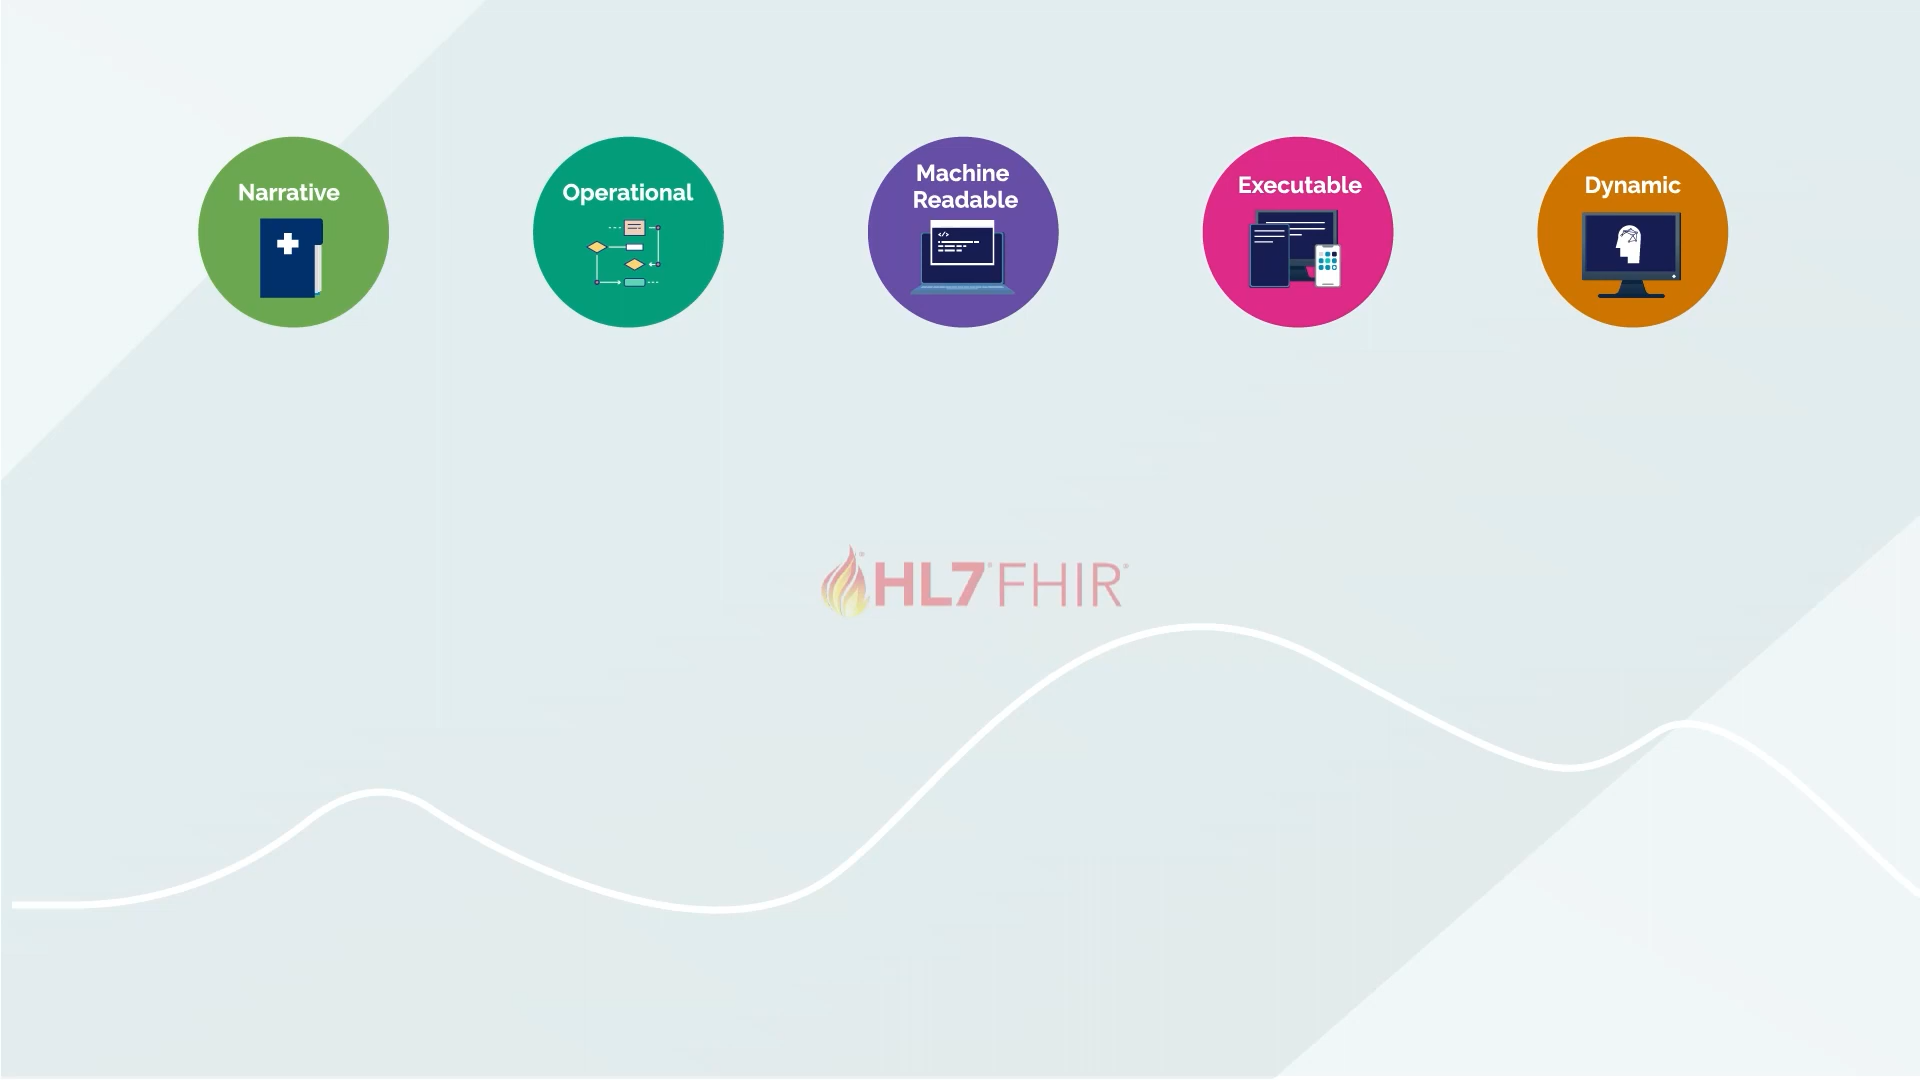 Narrative
Operational
Machine
Readable
Executable
Dynamic
</>
HL7® FHIR®